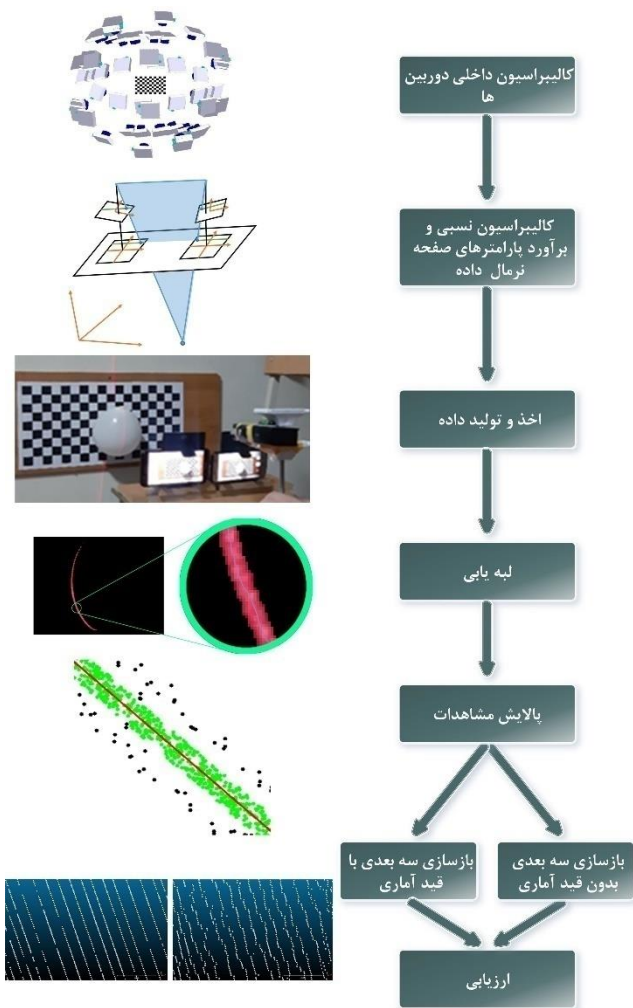 کالیبراسیون داخلی دوربین
ها
کالیبراسیون نسبی و
برآورد پارامترهای صفحه
نرمال داده
اخذ و تولید داده
لبه یابی
پالایش مشاهدات
بازسازی سه بعدی
بدون قید آماری
بازسازی سه بعدی با
قید آماری
ارزیابی